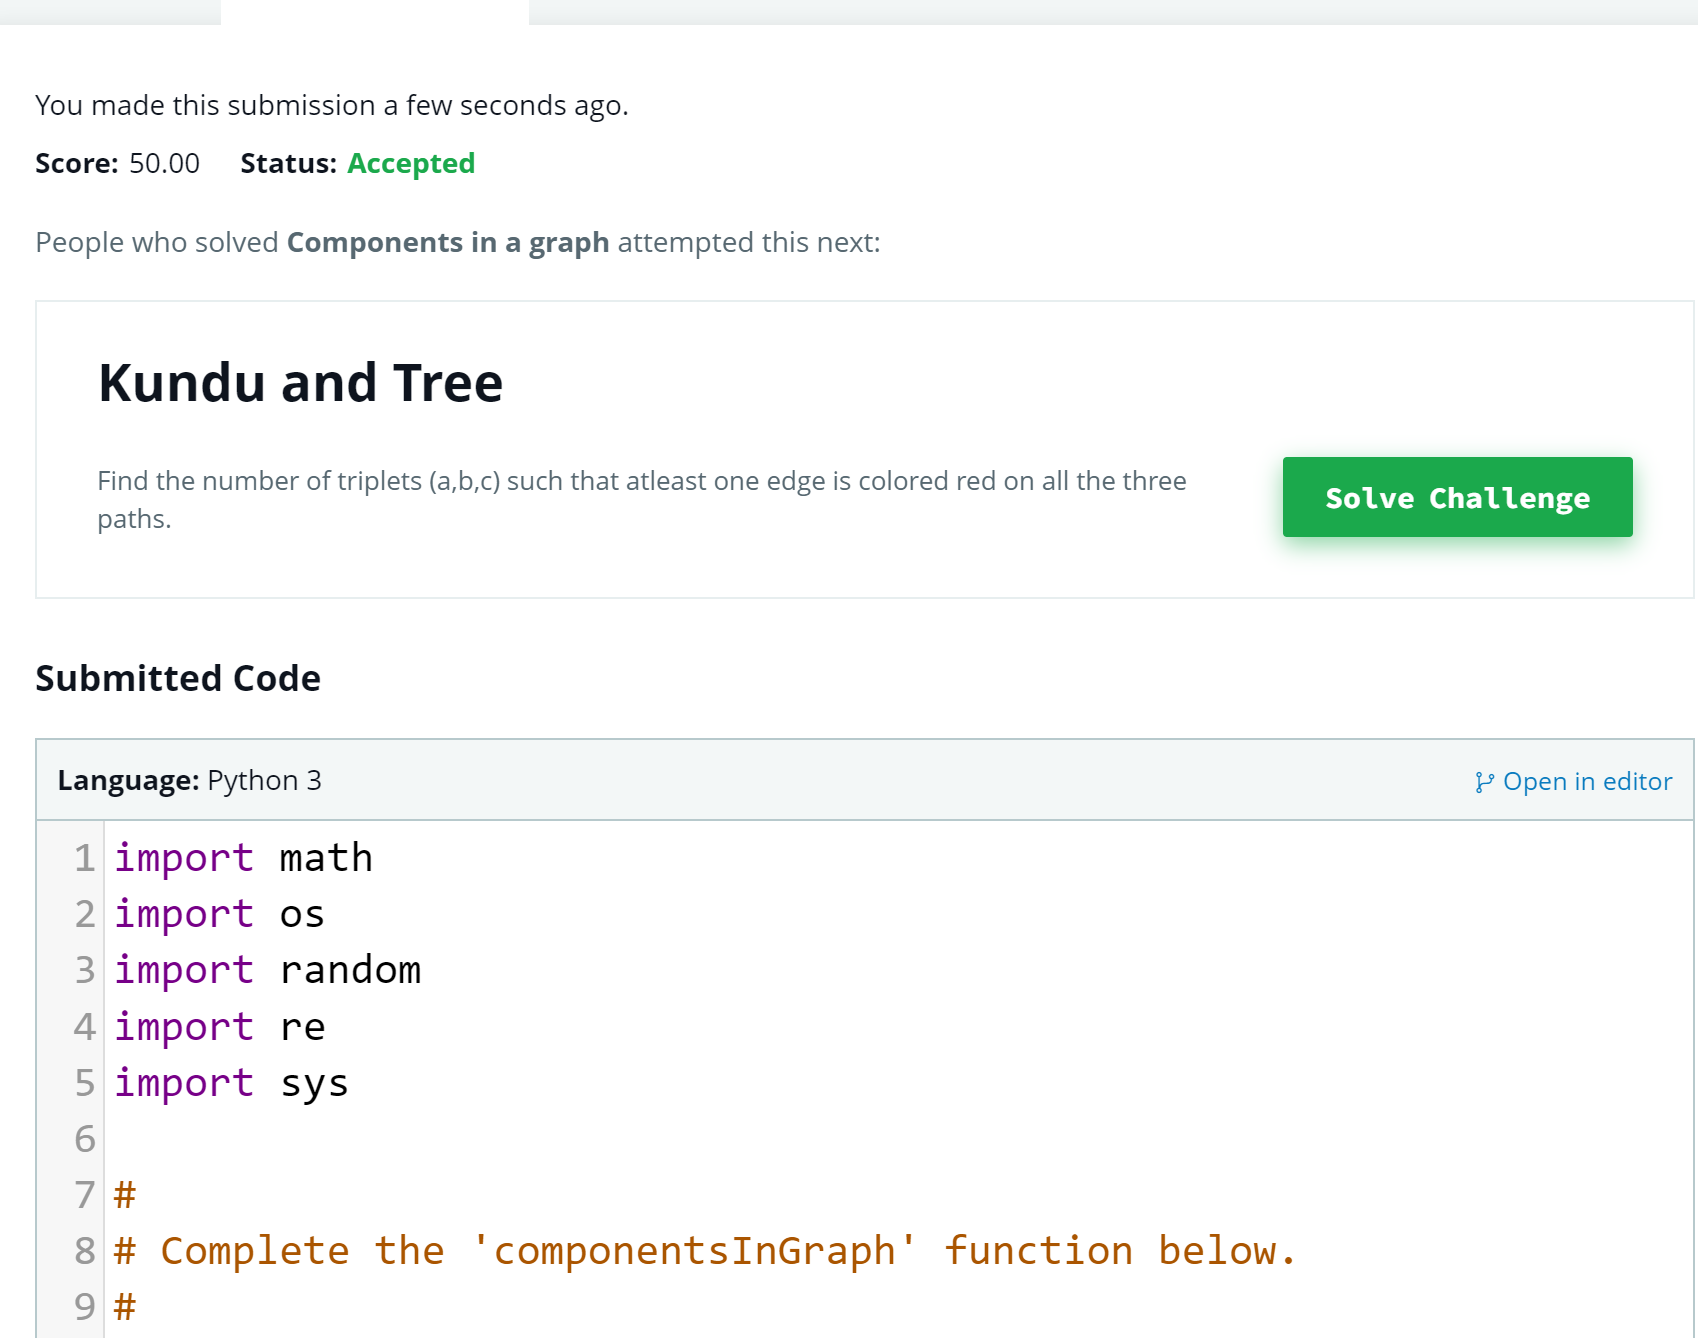 You made this submission a few seconds ago.
Score: 50.00 Status: Accepted
People who solved Components in a graph attempted this next:
Kundu and Tree
Find the number of triplets (a,b,c) such that atleast one edge is colored red on all the three
paths.
Solve Challenge
Submitted Code
Language: Python 3
Open in editor
1 import math
2 import os
3 import random
4 import re
5 import sys
6
7 #
8 # Complete the 'componentsInGraph' function below.
9 #